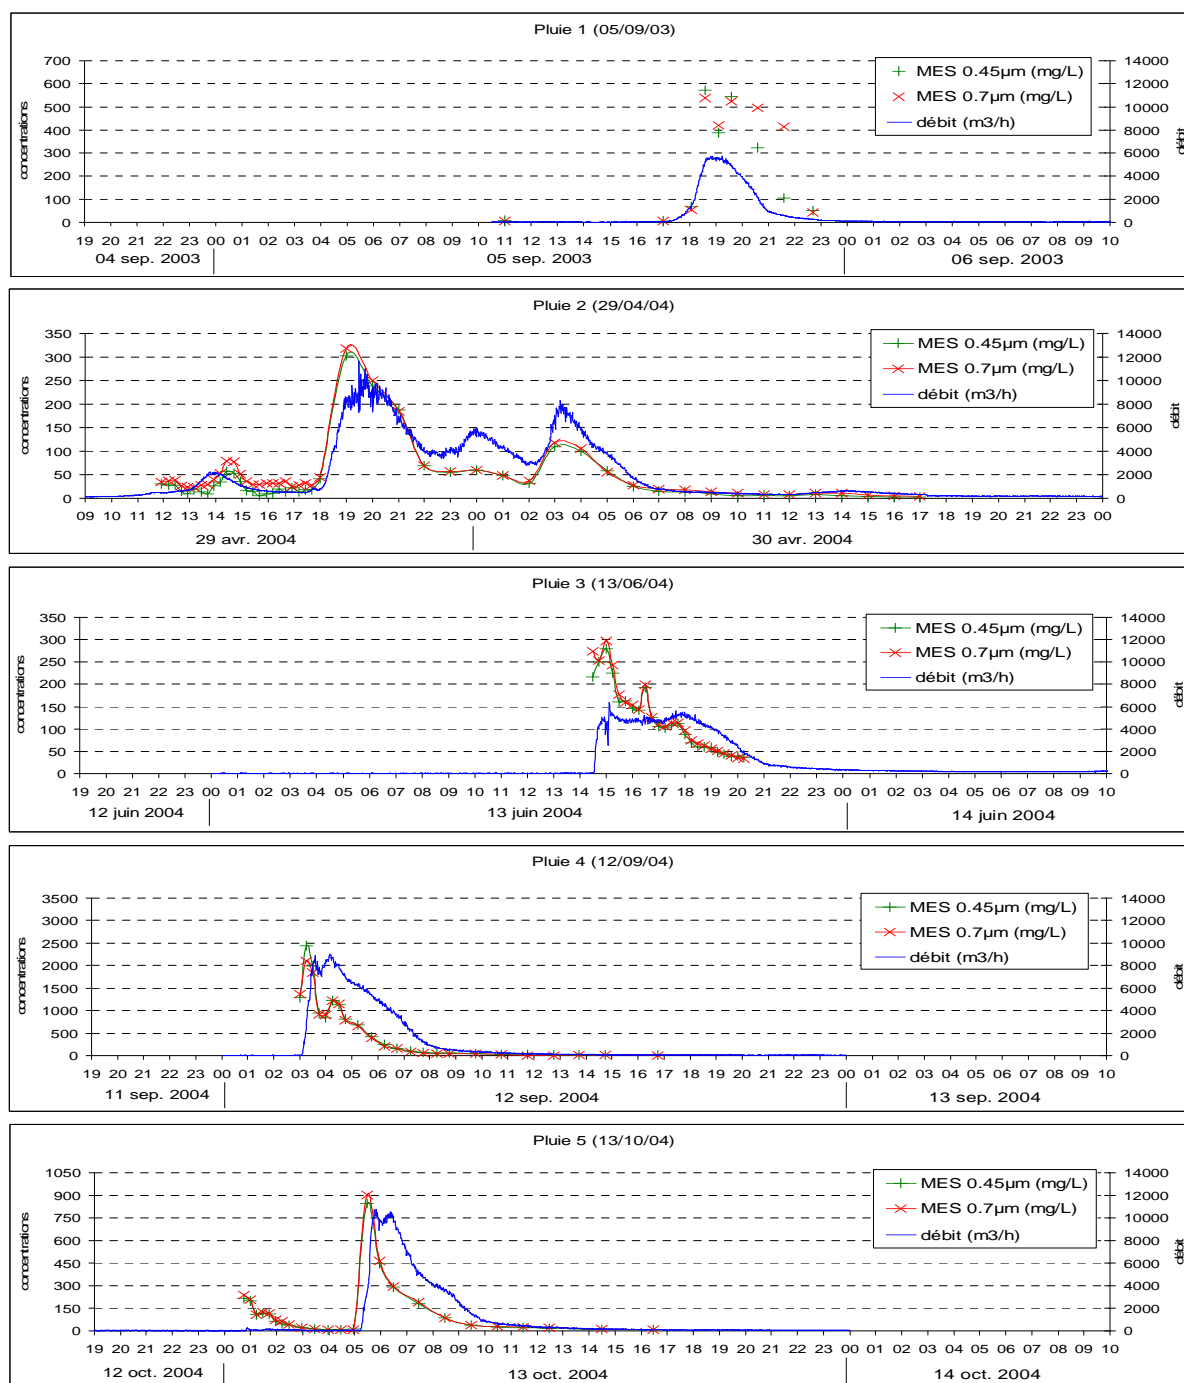 Pluie 1 (05/09/03)
concentrations
700
600
500
400
300
200
100
0
14000
12000
10000
8000
6000
4000
2000
0
débit
MES 0.45µm (mg/L)
MES 0.7µm (mg/L)
débit (m3/h)
19 20 21 22 23 00 01 02 03 04 05 06 07 08 09 10 11 12 13 14 15 16 17 18 19 20 21 22 23 00 01 02 03 04 05 06 07 08 09 10
04 sep. 2003 05 sep. 2003 06 sep. 2003
Pluie 2 (29/04/04)
concentrations
350
300
250
200
150
100
50
0
14000
12000
10000
8000
6000
4000
2000
0
débit
MES 0.45µm (mg/L)
MES 0.7µm (mg/L)
débit (m3/h)
09 10 11 12 13 14 15 16 17 18 19 20 21 22 23 00 01 02 03 04 05 06 07 08 09 10 11 12 13 14 15 16 17 18 19 20 21 22 23 00
29 avr. 2004 30 avr. 2004
Pluie 3 (13/06/04)
concentrations
350
300
250
200
150
100
50
0
14000
12000
10000
8000
6000
4000
2000
0
débit
MES 0.45µm (mg/L)
MES 0.7µm (mg/L)
débit (m3/h)
19 20 21 22 23 00 01 02 03 04 05 06 07 08 09 10 11 12 13 14 15 16 17 18 19 20 21 22 23 00 01 02 03 04 05 06 07 08 09 10
12 juin 2004 13 juin 2004 14 juin 2004
Pluie 4 (12/09/04)
concentrations
3500
3000
2500
2000
1500
1000
500
0
14000
12000
10000
8000
6000
4000
2000
0
débit
MES 0.45µm (mg/L)
MES 0.7µm (mg/L)
débit (m3/h)
19 20 21 22 23 00 01 02 03 04 05 06 07 08 09 10 11 12 13 14 15 16 17 18 19 20 21 22 23 00 01 02 03 04 05 06 07 08 09 10
11 sep. 2004 12 sep. 2004 13 sep. 2004
Pluie 5 (13/10/04)
concentrations
1050
900
750
600
450
300
150
0
14000
12000
10000
8000
6000
4000
2000
0
débit
MES 0.45µm (mg/L)
MES 0.7µm (mg/L)
débit (m3/h)
19 20 21 22 23 00 01 02 03 04 05 06 07 08 09 10 11 12 13 14 15 16 17 18 19 20 21 22 23 00 01 02 03 04 05 06 07 08 09 10
12 oct. 2004 13 oct. 2004 14 oct. 2004